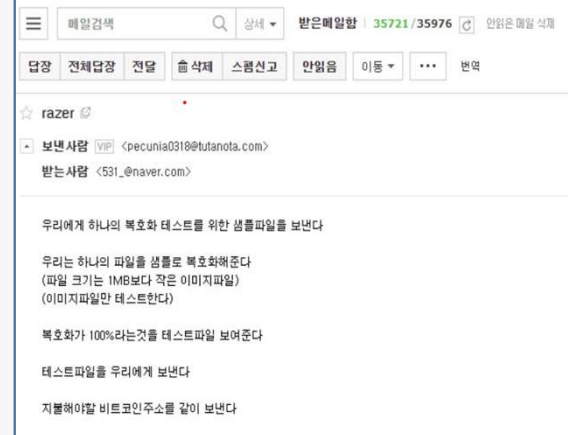 메일검색
상세
받은메일함 35721/35976
안읽은 메일 삭제
답장 전체답장 전달 삭제 스팸신고 안읽음 이동 ··· 번역
razer
보낸사람 VIP <pecunia0318@tutanota.com>
받는사람 <531_@naver.com>
우리에게 하나의 복호화 테스트를 위한 샘플파일을 보낸다
우리는 하나의 파일을 샘플로 복호화해준다
(파일 크기는 1MB보다 작은 이미지파일)
(이미지파일만 테스트한다)
복호화가 100%라는것을 테스트파일 보여준다
테스트파일을 우리에게 보낸다
지불해야할 비트코인주소를 같이 보낸다